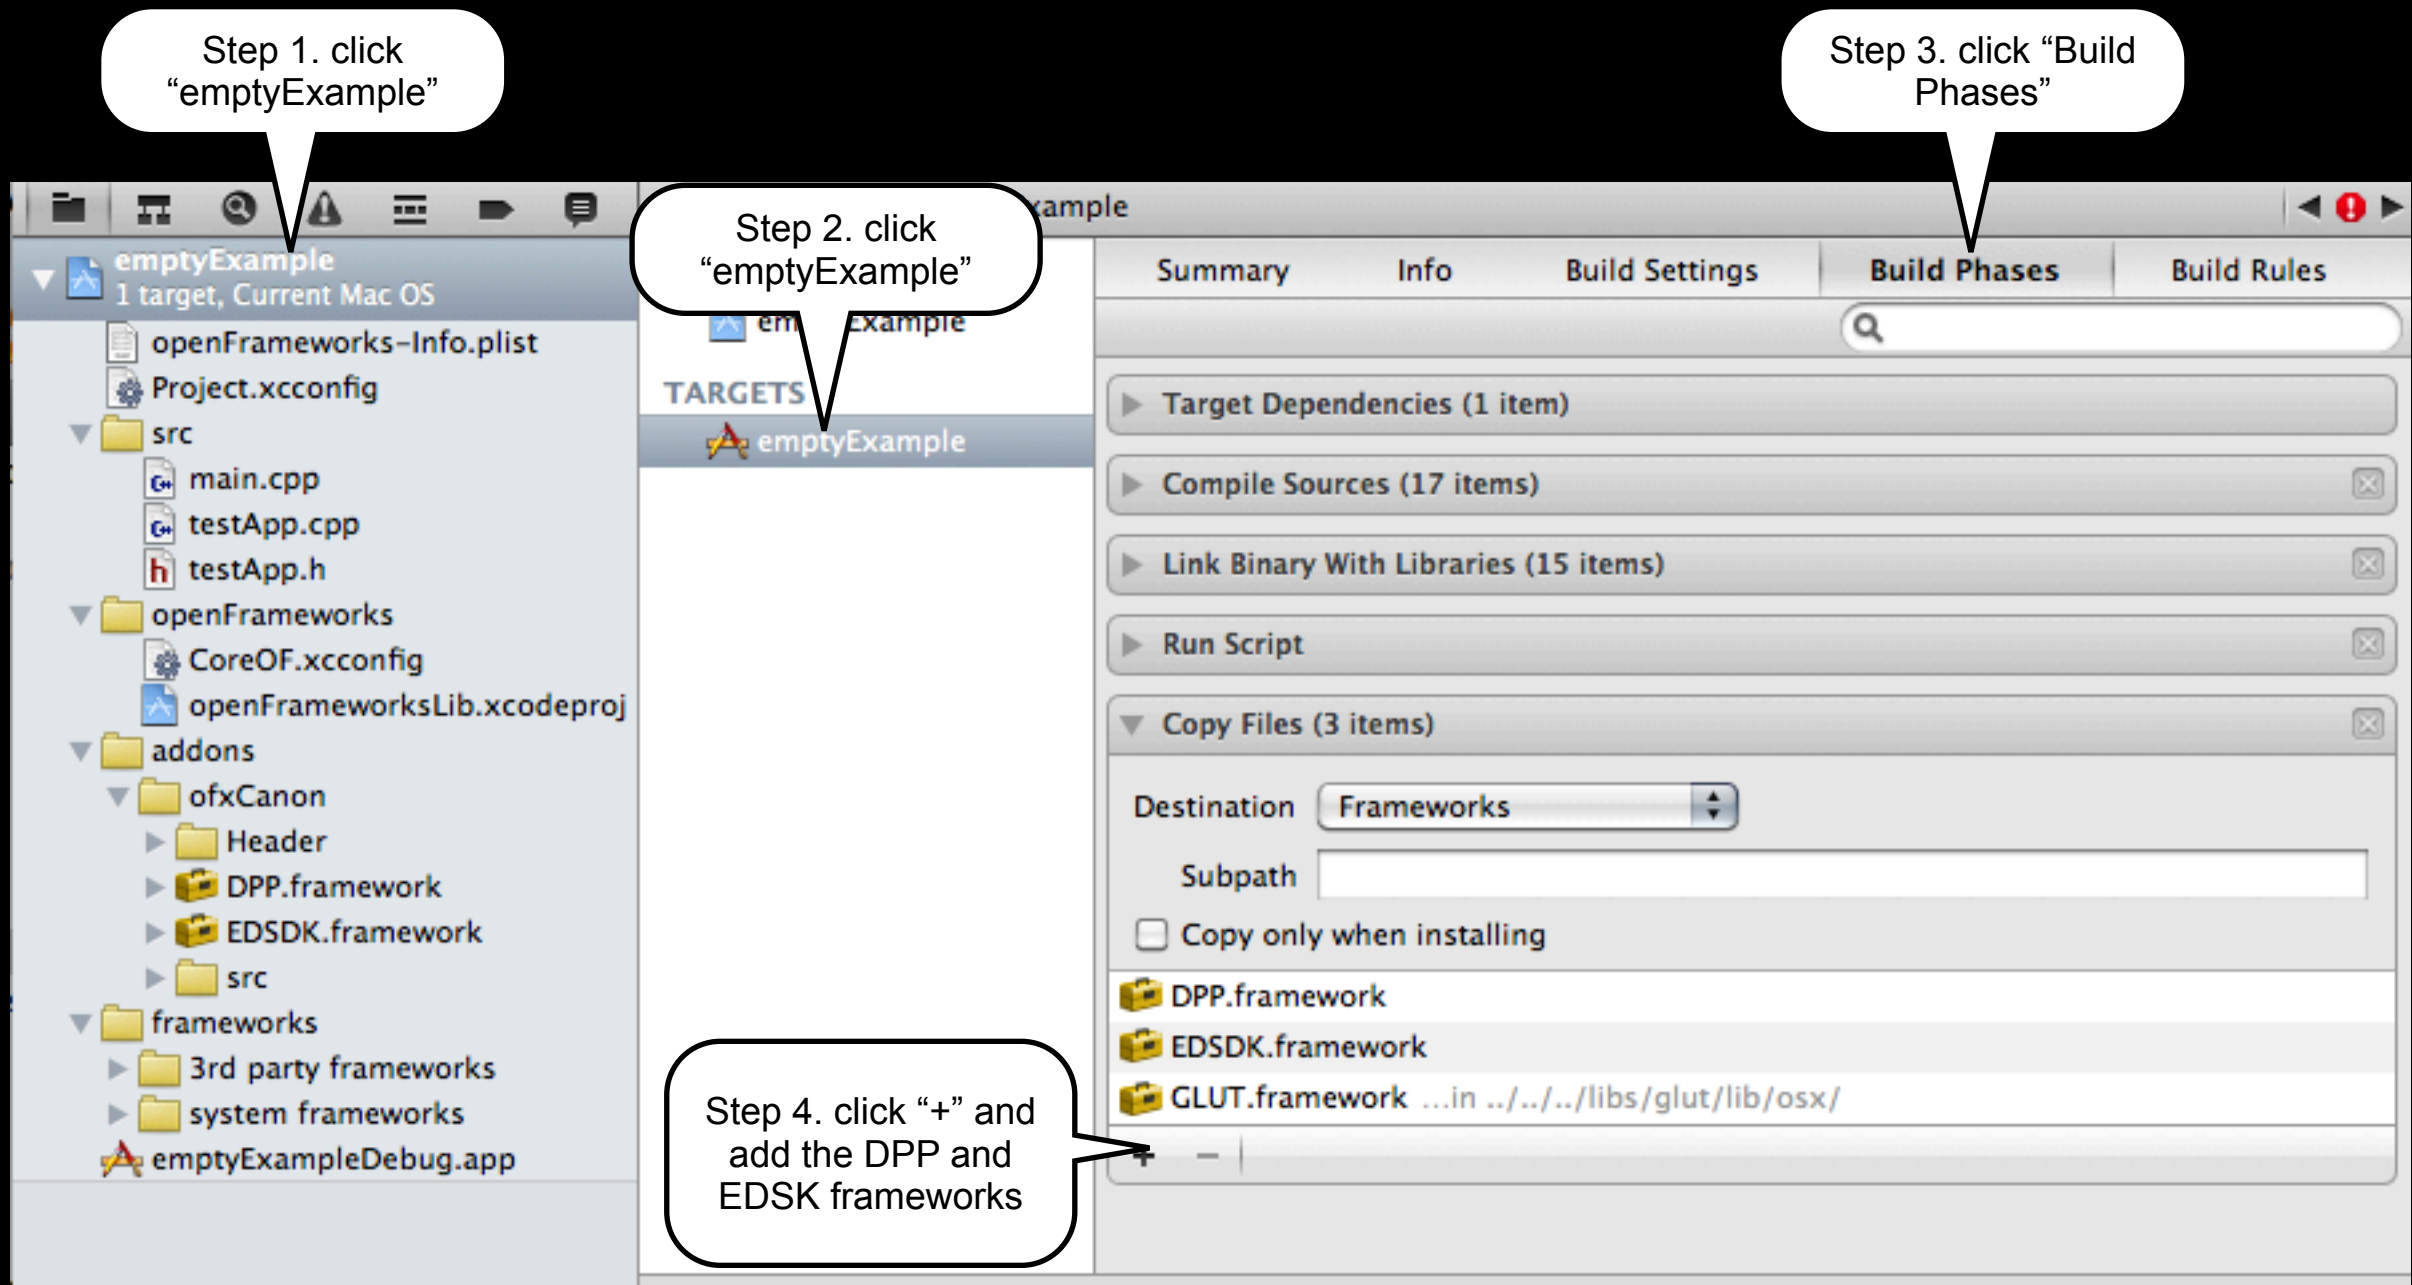 Step 1. click
“emptyExample”
Step 3. click “Build
Phases”
Step 2. click
“emptyExample”
ample
emptyExample
1 target, Current Mac OS
openFrameworks-Info.plist
Project.xcconfig
src
main.cpp
testApp.cpp
testApp.h
openFrameworks
CoreOF.xcconfig
openFrameworksLib.xcodeproj
addons
ofxCanon
Header
DPP.framework
EDSDK.framework
src
frameworks
3rd party frameworks
system frameworks
emptyExampleDebug.app
em Example
TARGETS
emptyExample
Summary Info Build Settings Build Phases Build Rules
Target Dependencies (1 item)
Compile Sources (17 items)
Link Binary With Libraries (15 items)
Run Script
Copy Files (3 items)
Destination Frameworks
Subpath
Copy only when installing
DPP.framework
EDSDK.framework
GLUT.framework ...in ../../../libs/glut/lib/osx/
Step 4. click “+” and
add the DPP and
EDSK frameworks